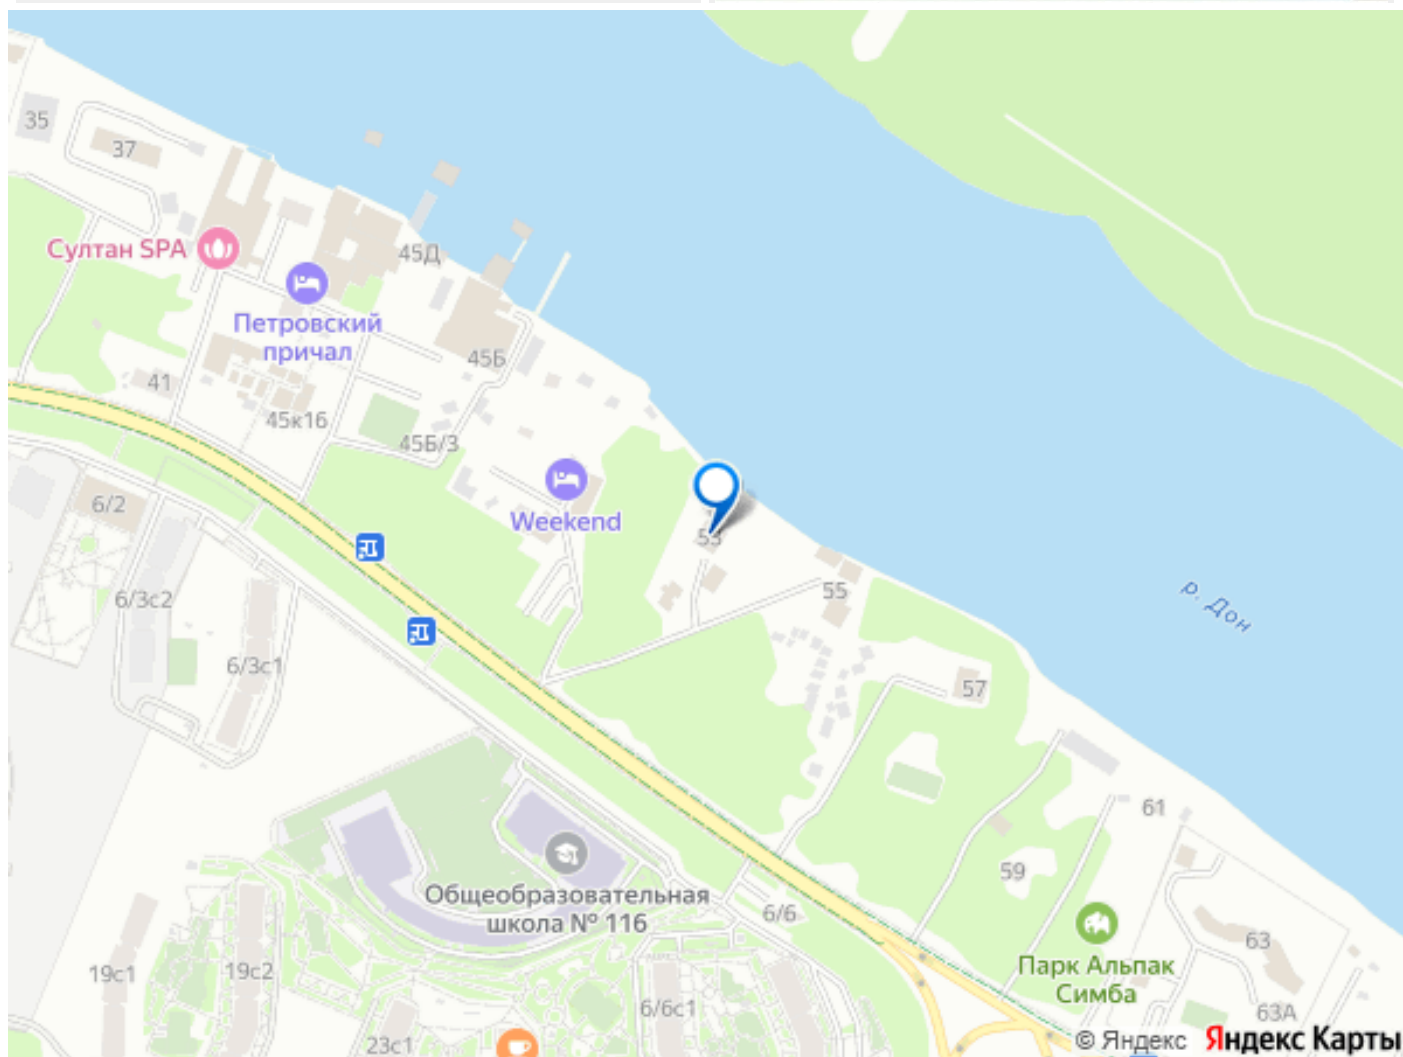 35
37
Султан SPA
45Д
Петровский
причал
45Б
41
45к16
45Б/3
6/2
Weekend
53
55
р. Дон
6/3с2
6/3с1
57
61
59
Общеобразовательная
школа № 116
6/6
63
19с1
19с2
Парк Альпак
Симба
6/6с1
63А
23с1
© Яндекс Яндекс Карты